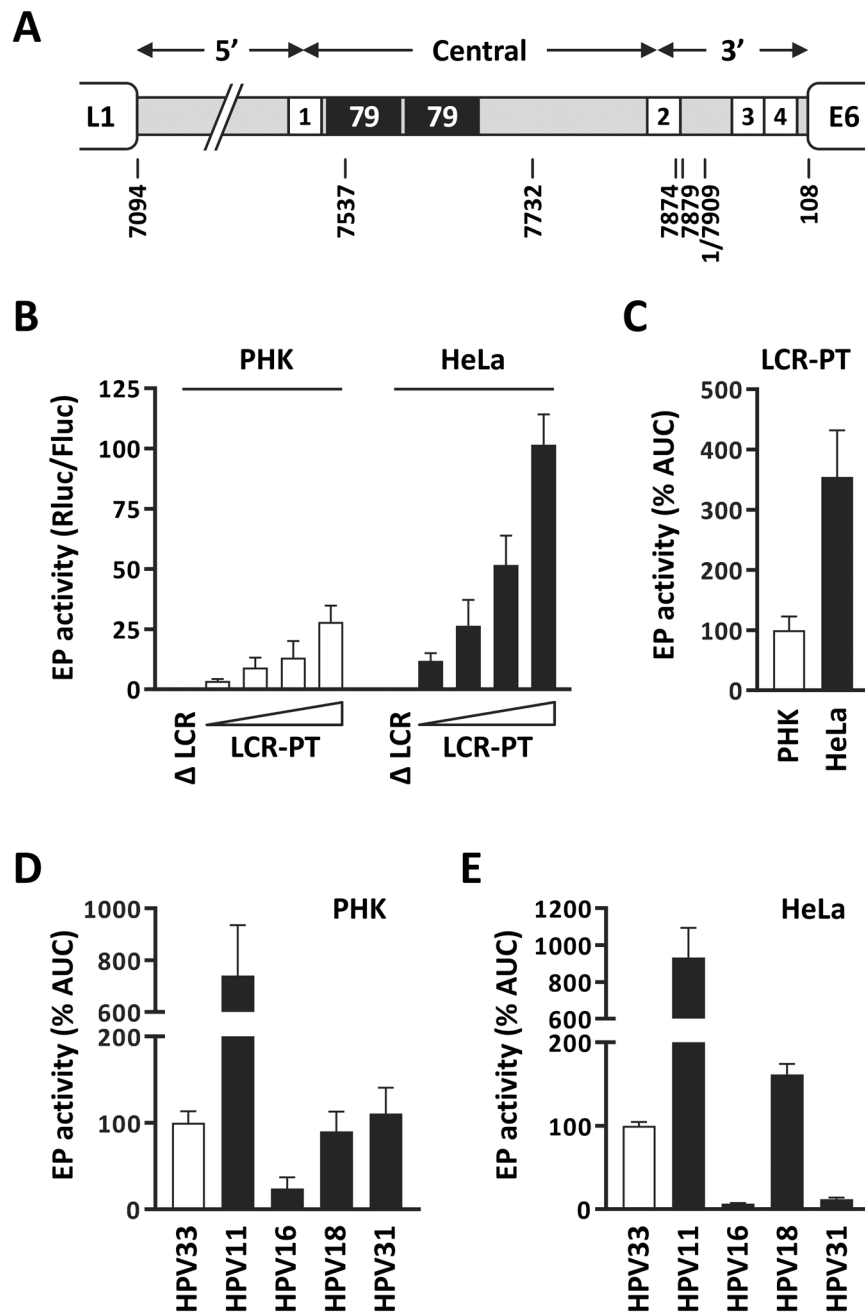 A
5’ Central 3’
L1 1 79 79 2 3 4 E6
7094 7537 7732 7874 7879 1/7909 108
B
PHK HeLa
EP activity (Rluc/Fluc)
125
100
75
50
25
0
Δ LCR LCR-PT Δ LCR LCR-PT
C
LCR-PT
EP activity (% AUC)
500
400
300
200
100
0
PHK HeLa
D
PHK
EP activity (% AUC)
1000
800
600
200
100
0
HPV33 HPV11 HPV16 HPV18 HPV31
E
HeLa
EP activity (% AUC)
1200
1000
800
600
200
100
0
HPV33 HPV11 HPV16 HPV18 HPV31